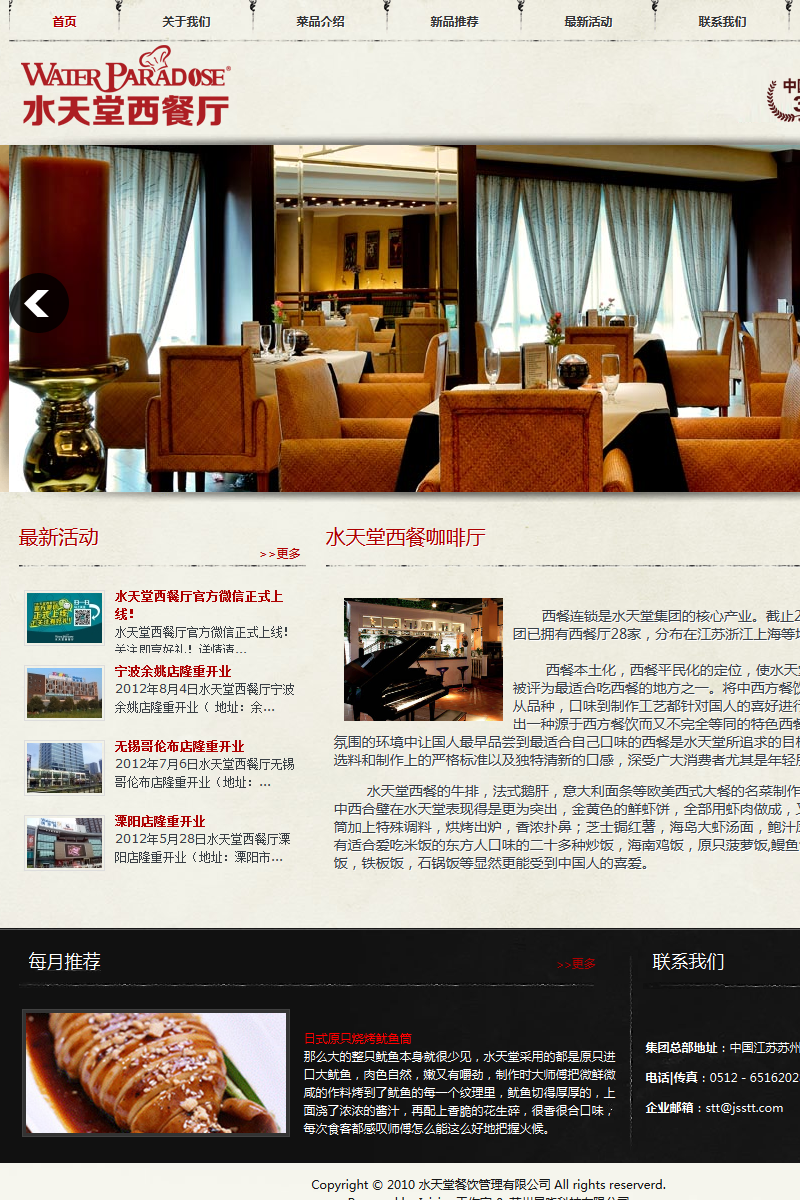 首页 关于我们 菜品介绍 新品推荐 最新活动 联系我们
WATER PARADOSE®
水天堂西餐厅
中国
3
最新活动
>>更多
水天堂西餐厅官方微信正式上
线!
水天堂西餐厅官方微信正式上线!
关注即享好礼! 详情请...
宁波余姚店隆重开业
2012年8月4日水天堂西餐厅宁波
余姚店隆重开业（ 地址：余...
无锡哥伦布店隆重开业
2012年7月6日水天堂西餐厅无锡
哥伦布店隆重开业（地址：...
溧阳店隆重开业
2012年5月28日水天堂西餐厅溧
阳店隆重开业（地址：溧阳市...
水天堂西餐咖啡厅
西餐连锁是水天堂集团的核心产业。截止2
团已拥有西餐厅28家，分布在江苏浙江上海等
西餐本土化，西餐平民化的定位，使水天
被评为最适合吃西餐的地方之一。将中西方餐饮
从品种，口味到制作工艺都针对国人的喜好进行
出一种源于西方餐饮而又不完全等同的特色西餐
氛围的环境中让国人最早品尝到最适合自己口味的西餐是水天堂所追求的目
选料和制作上的严格标准以及独特清新的口感，深受广大消费者尤其是年轻
水天堂西餐的牛排，法式鹅肝，意大利面条等欧美西式大餐的名菜制作
中西合璧在水天堂表现得是更为突出，金黄色的鲜虾饼，全部用虾肉做成，
筒加上特殊调料，烘烤出炉，香浓扑鼻；芝士焗红薯，海岛大虾汤面，鲍汁
有适合爱吃米饭的东方人口味的二十多种炒饭，海南鸡饭，原只菠萝饭,鳗鱼
饭，铁板饭，石锅饭等显然更能受到中国人的喜爱。
每月推荐
>>更多
日式原只烧烤鱿鱼筒
那么大的整只鱿鱼本身就很少见，水天堂采用的都是原只进
口大鱿鱼，肉色自然，嫩又有嚼劲，制作时大师傅把微鲜微
咸的作料烤到了鱿鱼的每一个纹理里，鱿鱼切得厚厚的，上
面浇了浓浓的酱汁，再配上香脆的花生碎，很香很合口味，
每次食客都感叹师傅怎么能这么好地把握火候。
联系我们
集团总部地址：中国江苏苏州
电话|传真：0512 - 6516202
企业邮箱：stt@jsstt.com
Copyright © 2010 水天堂餐饮管理有限公司 All rights reserverd.